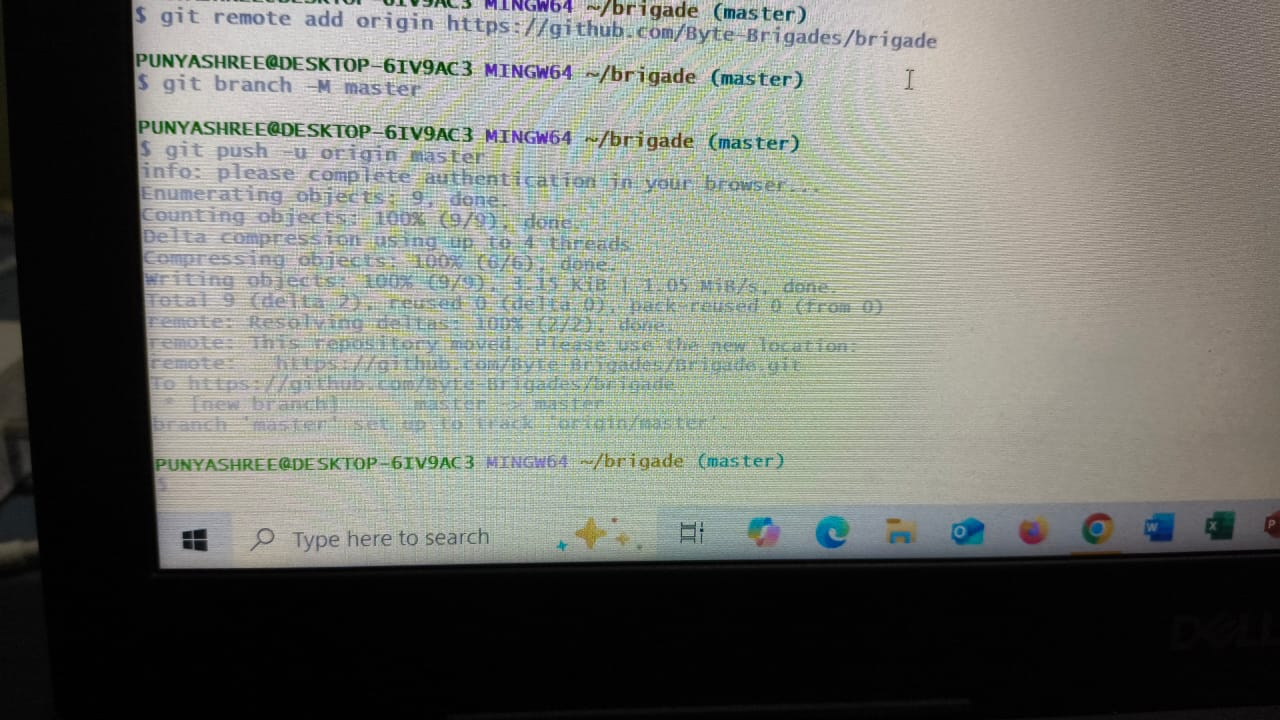 MINGW64 ~/brigade (master)
$ git remote add origin https://github.com/Byte-Brigades/brigade
PUNYASHREE@DESKTOP-6IV9AC3 MINGW64 ~/brigade (master)
$ git branch -M master
PUNYASHREE@DESKTOP-6IV9AC3 MINGW64 ~/brigade (master)
$ git push -u origin master
info: please complete authentication in your browser...
Enumerating objects: 9, done.
Counting objects: 100% (9/9), done.
Delta compression using up to 4 threads
Compressing objects: 100% (6/6), done.
Writing objects: 100% (9/9), 3.15 KiB | 1.05 MiB/s, done.
Total 9 (delta 2), reused 0 (delta 0), pack-reused 0 (from 0)
remote: Resolving deltas: 100% (2/2), done.
remote: This repository moved. Please use the new location:
remote:   https://github.com/Byte-Brigades/Brigade.git
To https://github.com/Byte-Brigades/brigade
 * [new branch]      master -> master
branch 'master' set up to track 'origin/master'.
PUNYASHREE@DESKTOP-6IV9AC3 MINGW64 ~/brigade (master)
$
Type here to search
DELL